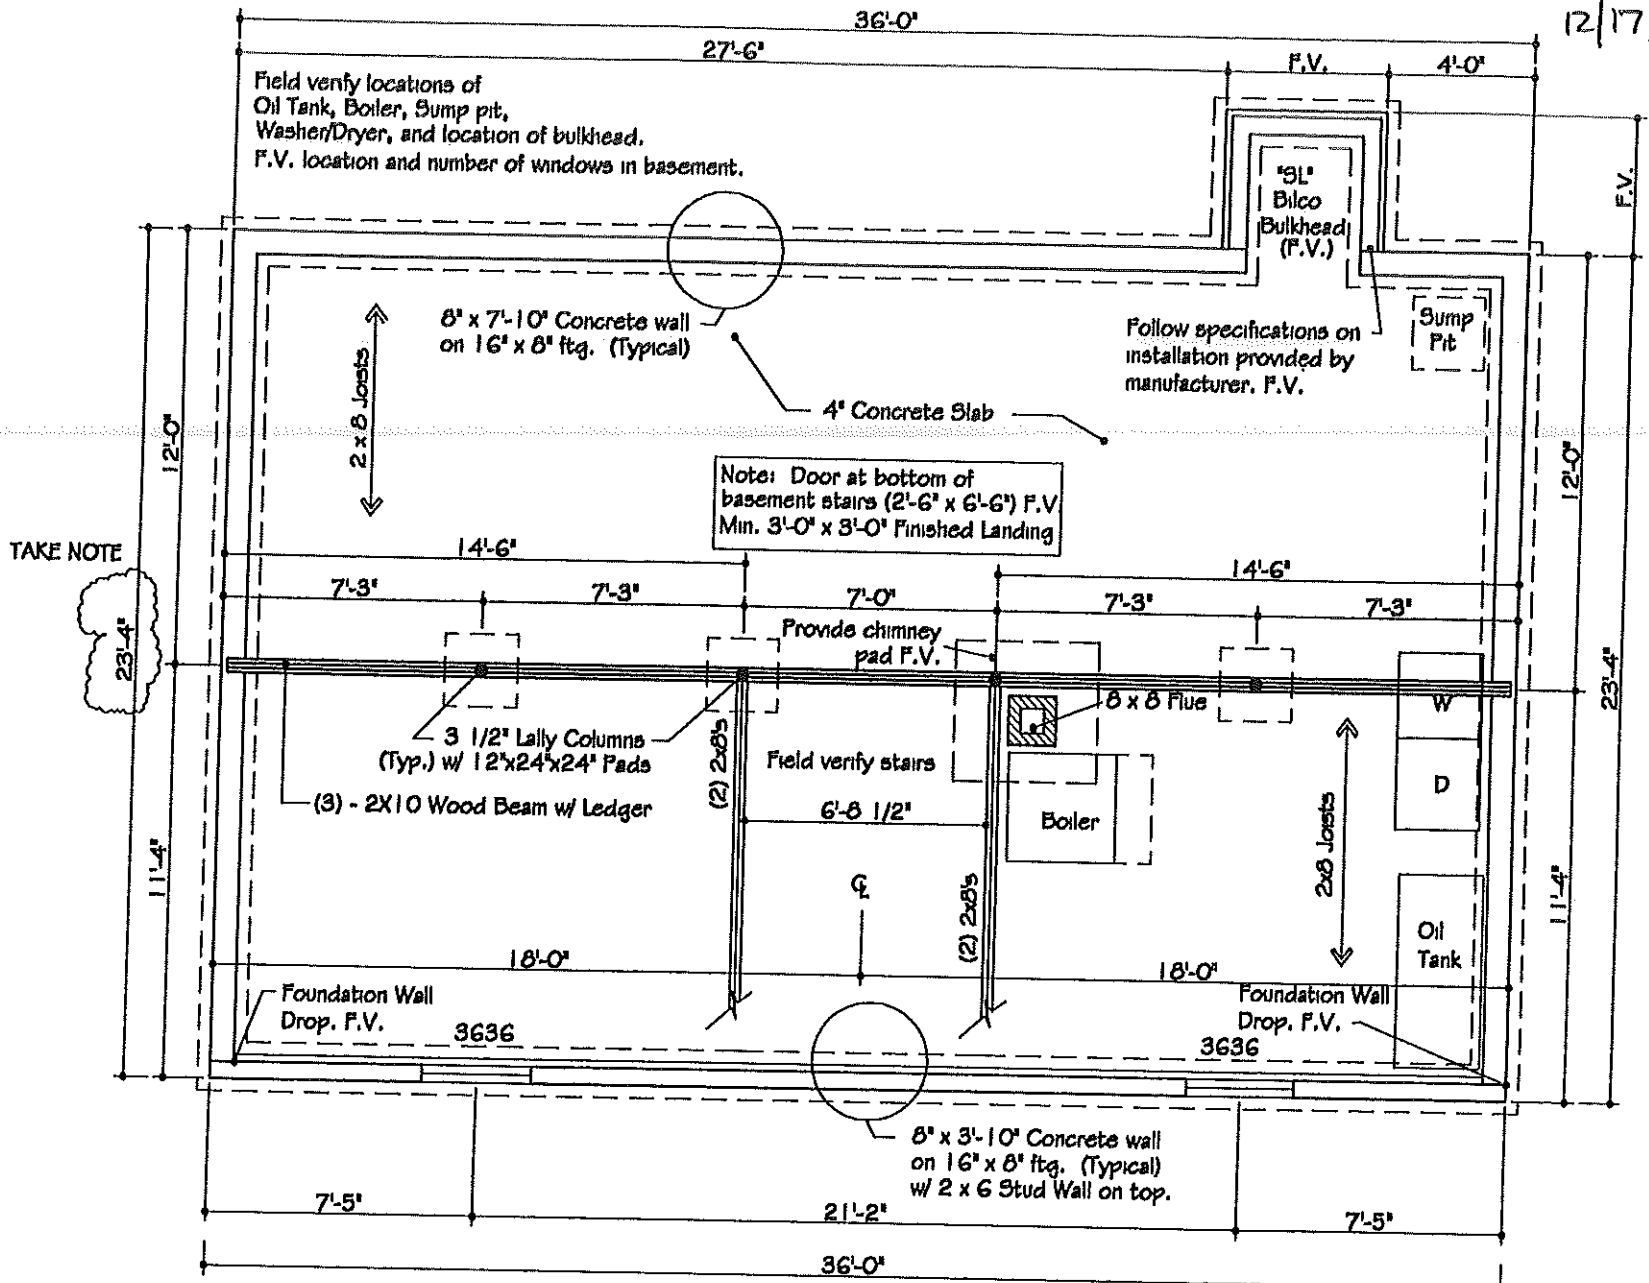 36'-0"
12/17
27'-6"
F.V.
4'-0"
Field verify locations of
Oil Tank, Boiler, Sump pit,
Washer/Dryer, and location of bulkhead.
F.V. location and number of windows in basement.
"SL"
Bilco
Bulkhead
(F.V.)
F.V.
8" x 7'-10" Concrete wall
on 16" x 8" ftg. (Typical)
Follow specifications on
installation provided by
manufacturer. F.V.
Sump
Pit
2 x 8 Joists
4" Concrete Slab
12'-0"
12'-0"
Note: Door at bottom of
basement stairs (2'-6" x 6'-6") F.V.
Min. 3'-0" x 3'-0" Finished Landing
TAKE NOTE
23'-4"
14'-6"
14'-6"
7'-3"
7'-3"
7'-0"
7'-3"
7'-3"
Provide chimney
pad F.V.
23'-4"
8 x 8 Flue
W
D
3 1/2" Lally Columns
(Typ.) w/ 12"x24"x24" Pads
(3) - 2X10 Wood Beam w/ Ledger
(2) 2x8's
Field verify stairs
6'-8 1/2"
Boiler
2x8 Joists
11'-4"
11'-4"
(2) 2x8's
℄
Oil
Tank
18'-0"
18'-0"
Foundation Wall
Drop. F.V.
Foundation Wall
Drop. F.V.
3636
3636
8" x 3'-10" Concrete wall
on 16" x 8" ftg. (Typical)
w/ 2 x 6 Stud Wall on top.
7'-5"
21'-2"
7'-5"
36'-0"